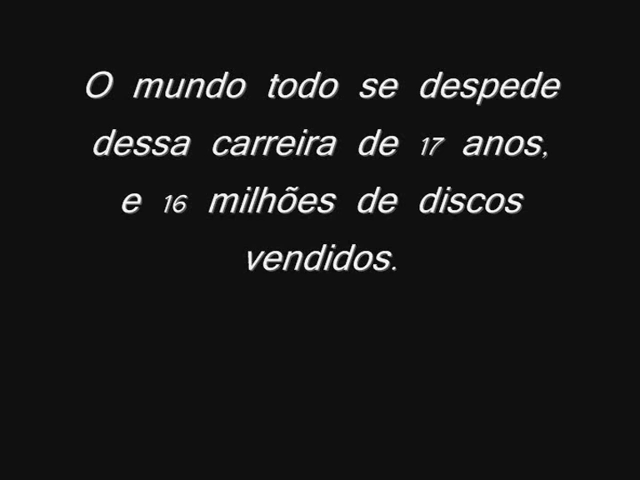 O mundo todo se despede
dessa carreira de 17 anos,
e 16 milhões de discos
vendidos.